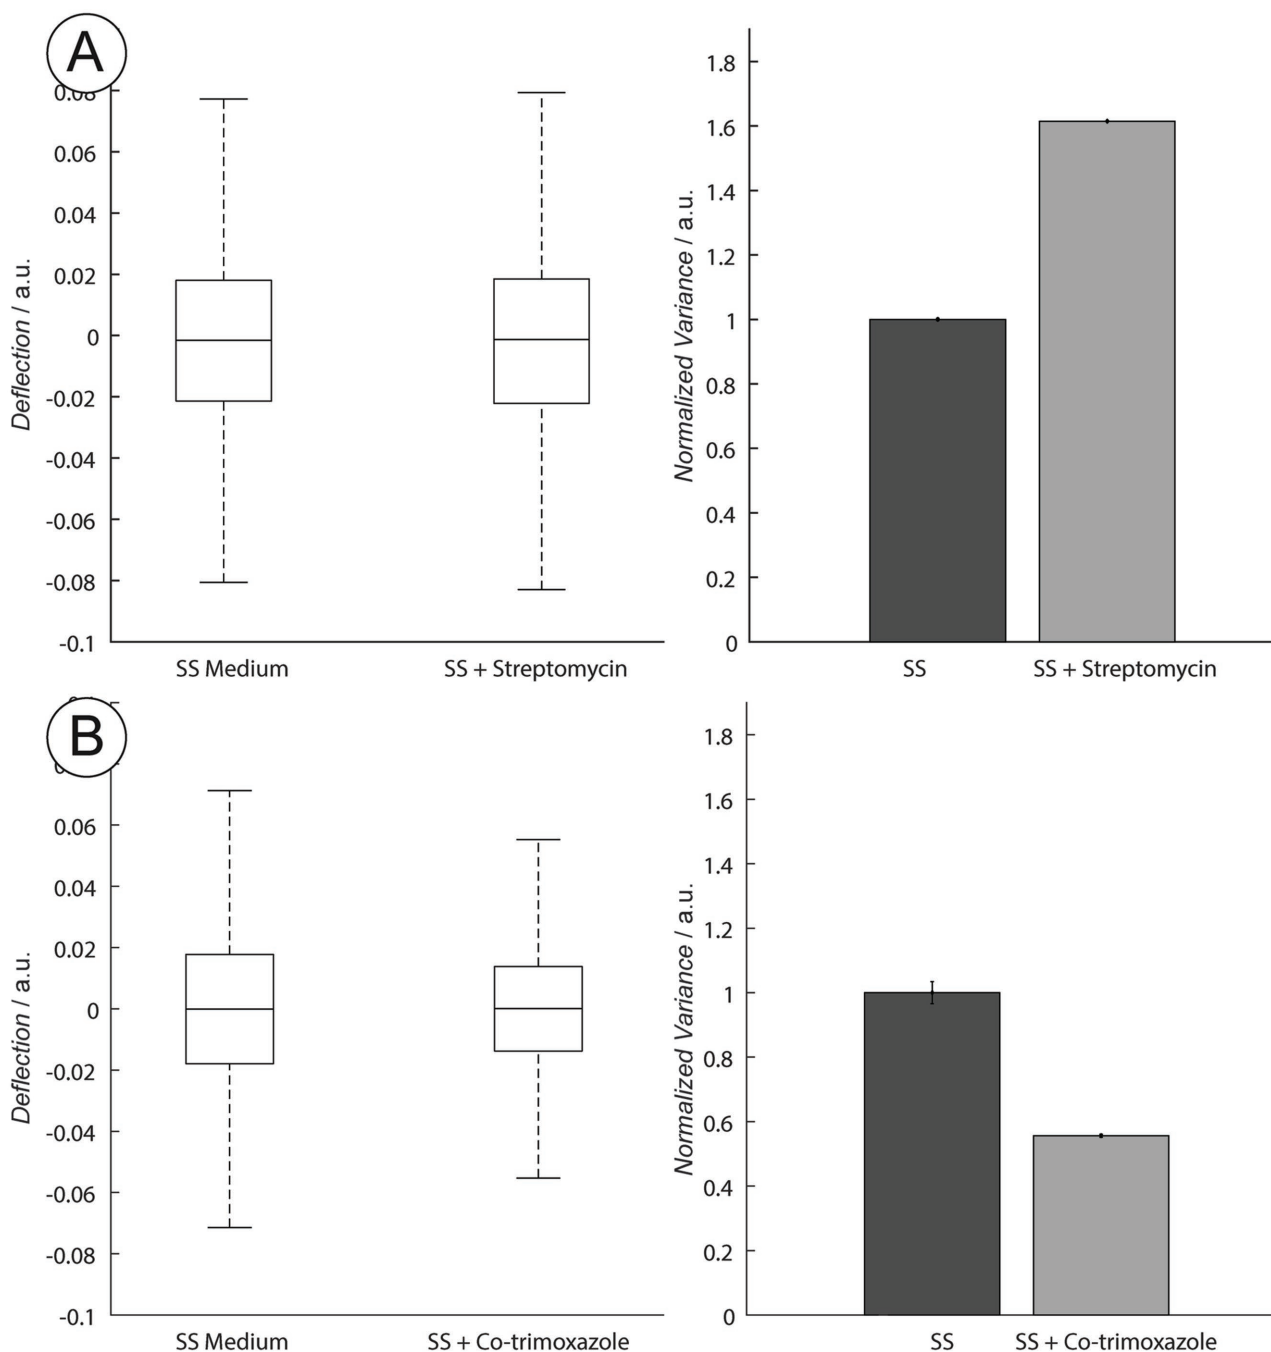 A
0.08
0.06
0.04
0.02
0
-0.02
-0.04
-0.06
-0.08
-0.1
Deflection / a.u.
SS Medium
SS + Streptomycin
1.8
1.6
1.4
1.2
1
0.8
0.6
0.4
0.2
0
Normalized Variance / a.u.
SS
SS + Streptomycin
B
0.06
0.04
0.02
0
-0.02
-0.04
-0.06
-0.08
-0.1
Deflection / a.u.
SS Medium
SS + Co-trimoxazole
1.8
1.6
1.4
1.2
1
0.8
0.6
0.4
0.2
0
Normalized Variance / a.u.
SS
SS + Co-trimoxazole